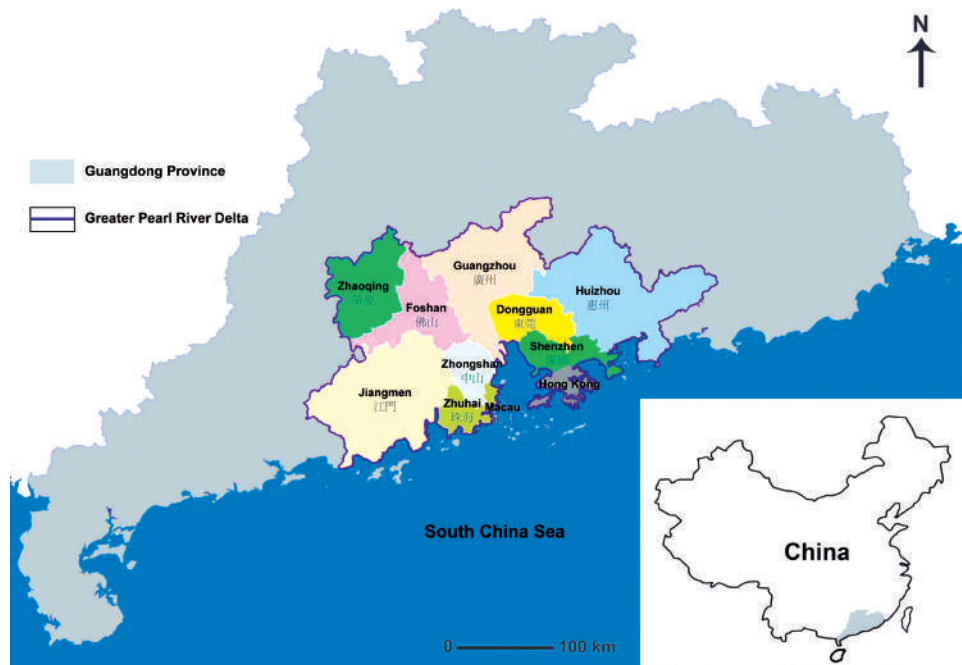 N
Guangdong Province
Greater Pearl River Delta
Guangzhou
廣州
Zhaoqing
Huizhou
惠州
Foshan
佛山
Dongguan
東莞
Shenzhen
Zhongshan
中山
Hong Kong
Jiangmen
江門
Zhuhai
珠海
Macau
South China Sea
China
0
100 km